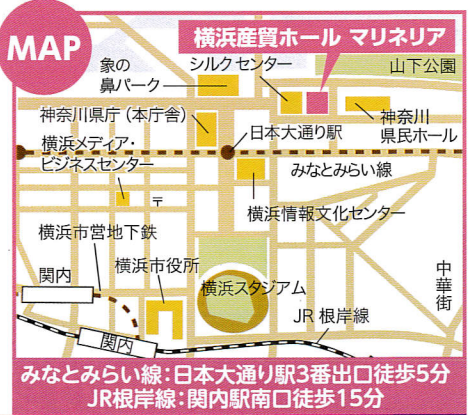 MAP
横浜産貿ホール マリネリア
象の
鼻パーク
シルクセンター
山下公園
神奈川県庁（本庁舎）
日本大通り駅
神奈川
県民ホール
横浜メディア・
ビジネスセンター
みなとみらい線
〒
横浜情報文化センター
横浜市営地下鉄
関内
横浜市役所
横浜スタジアム
中華街
JR 根岸線
関内
みなとみらい線：日本大通り駅3番出口徒歩5分
JR根岸線：関内駅南口徒歩15分